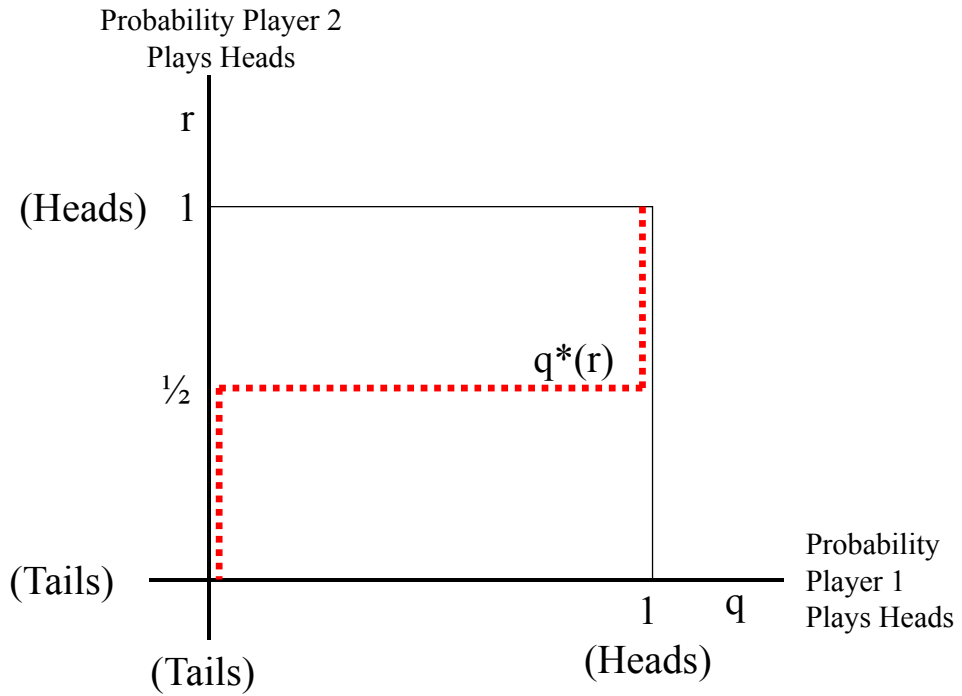 Probability Player 2
Plays Heads
r
(Heads) 1
q*(r)
½
(Tails)
Probability
Player 1
Plays Heads
1 q
(Heads)
(Tails)